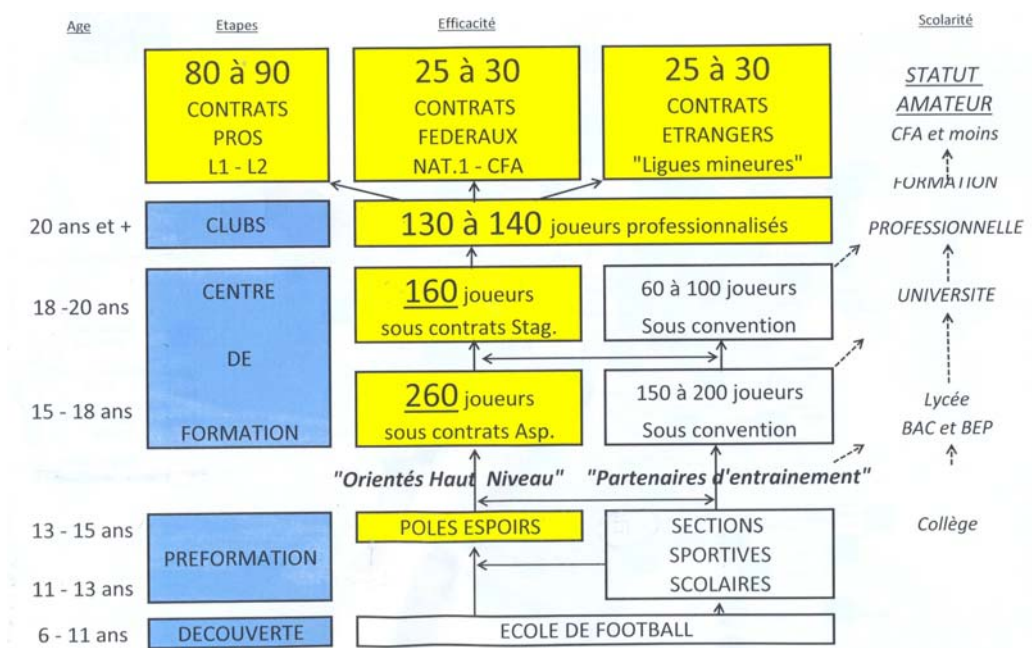 Age Etapes Efficacité Scolarité
80 à 90
CONTRATS
PROS
L1 - L2
25 à 30
CONTRATS
FEDERAUX
NAT.1 - CFA
25 à 30
CONTRATS
ETRANGERS
"Ligues mineures"
STATUT
AMATEUR
CFA et moins
FORMATION
PROFESSIONNELLE
20 ans et +
CLUBS
130 à 140 joueurs professionnalisés
18 -20 ans
CENTRE
DE
FORMATION
160 joueurs
sous contrats Stag.
60 à 100 joueurs
Sous convention
UNIVERSITE
15 - 18 ans
260 joueurs
sous contrats Asp.
150 à 200 joueurs
Sous convention
Lycée
BAC et BEP
"Orientés Haut Niveau"
"Partenaires d'entrainement"
13 - 15 ans
11 - 13 ans
PREFORMATION
POLES ESPOIRS
SECTIONS
SPORTIVES
SCOLAIRES
Collège
6 - 11 ans
DECOUVERTE
ECOLE DE FOOTBALL